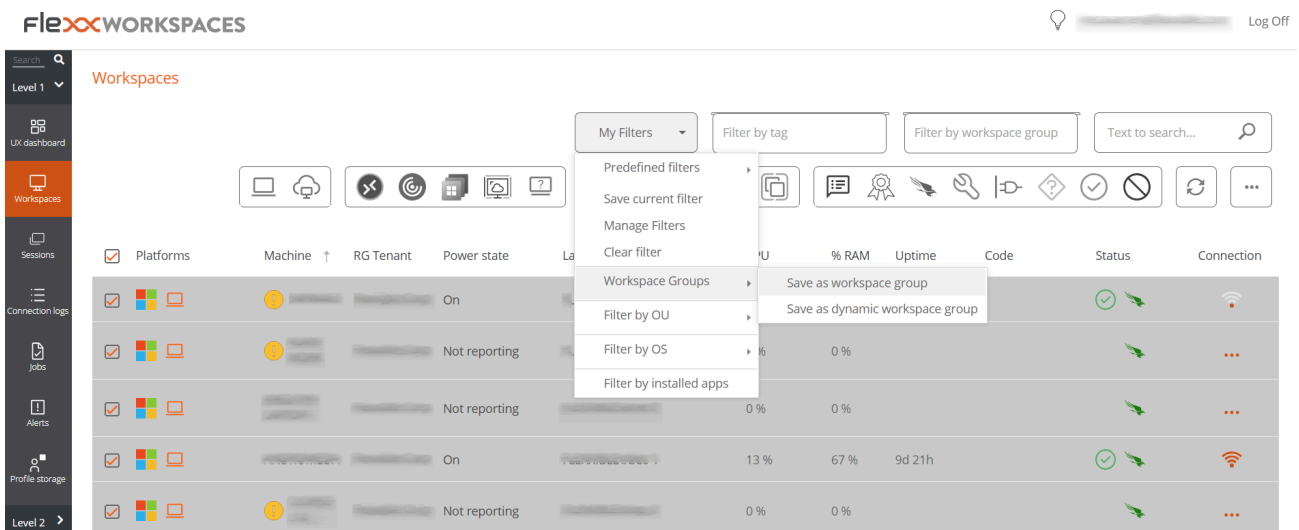 FlexxWORKSPACES
Log Off
Search
Level 1
Workspaces
UX dashboard
My Filters
Filter by tag
Filter by workspace group
Text to search...
Workspaces
Predefined filters
Save current filter
Manage Filters
Clear filter
Sessions
Platforms
Machine ↑
RG Tenant
Power state
% RAM
Uptime
Code
Status
Connection
Workspace Groups
Save as workspace group
Save as dynamic workspace group
Connection logs
On
Filter by OU
Filter by OS
Jobs
Not reporting
0 %
Filter by installed apps
Alerts
Not reporting
0 %
0 %
Profile storage
On
13 %
67 %
9d 21h
Level 2
Not reporting
0 %
0 %